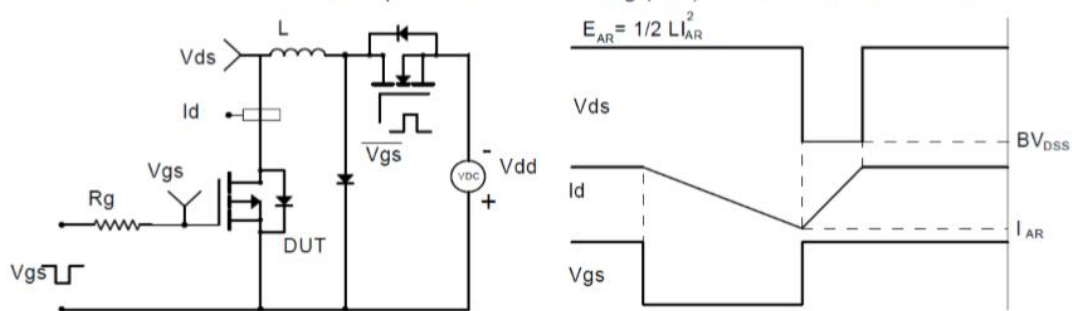 L
Vds
Id
Vgs
Rg
DUT
Vgs
Vgs
VDC
-
Vdd
+
E_AR = 1/2 LI_AR^2
Vds
BV_DSS
Id
I_AR
Vgs